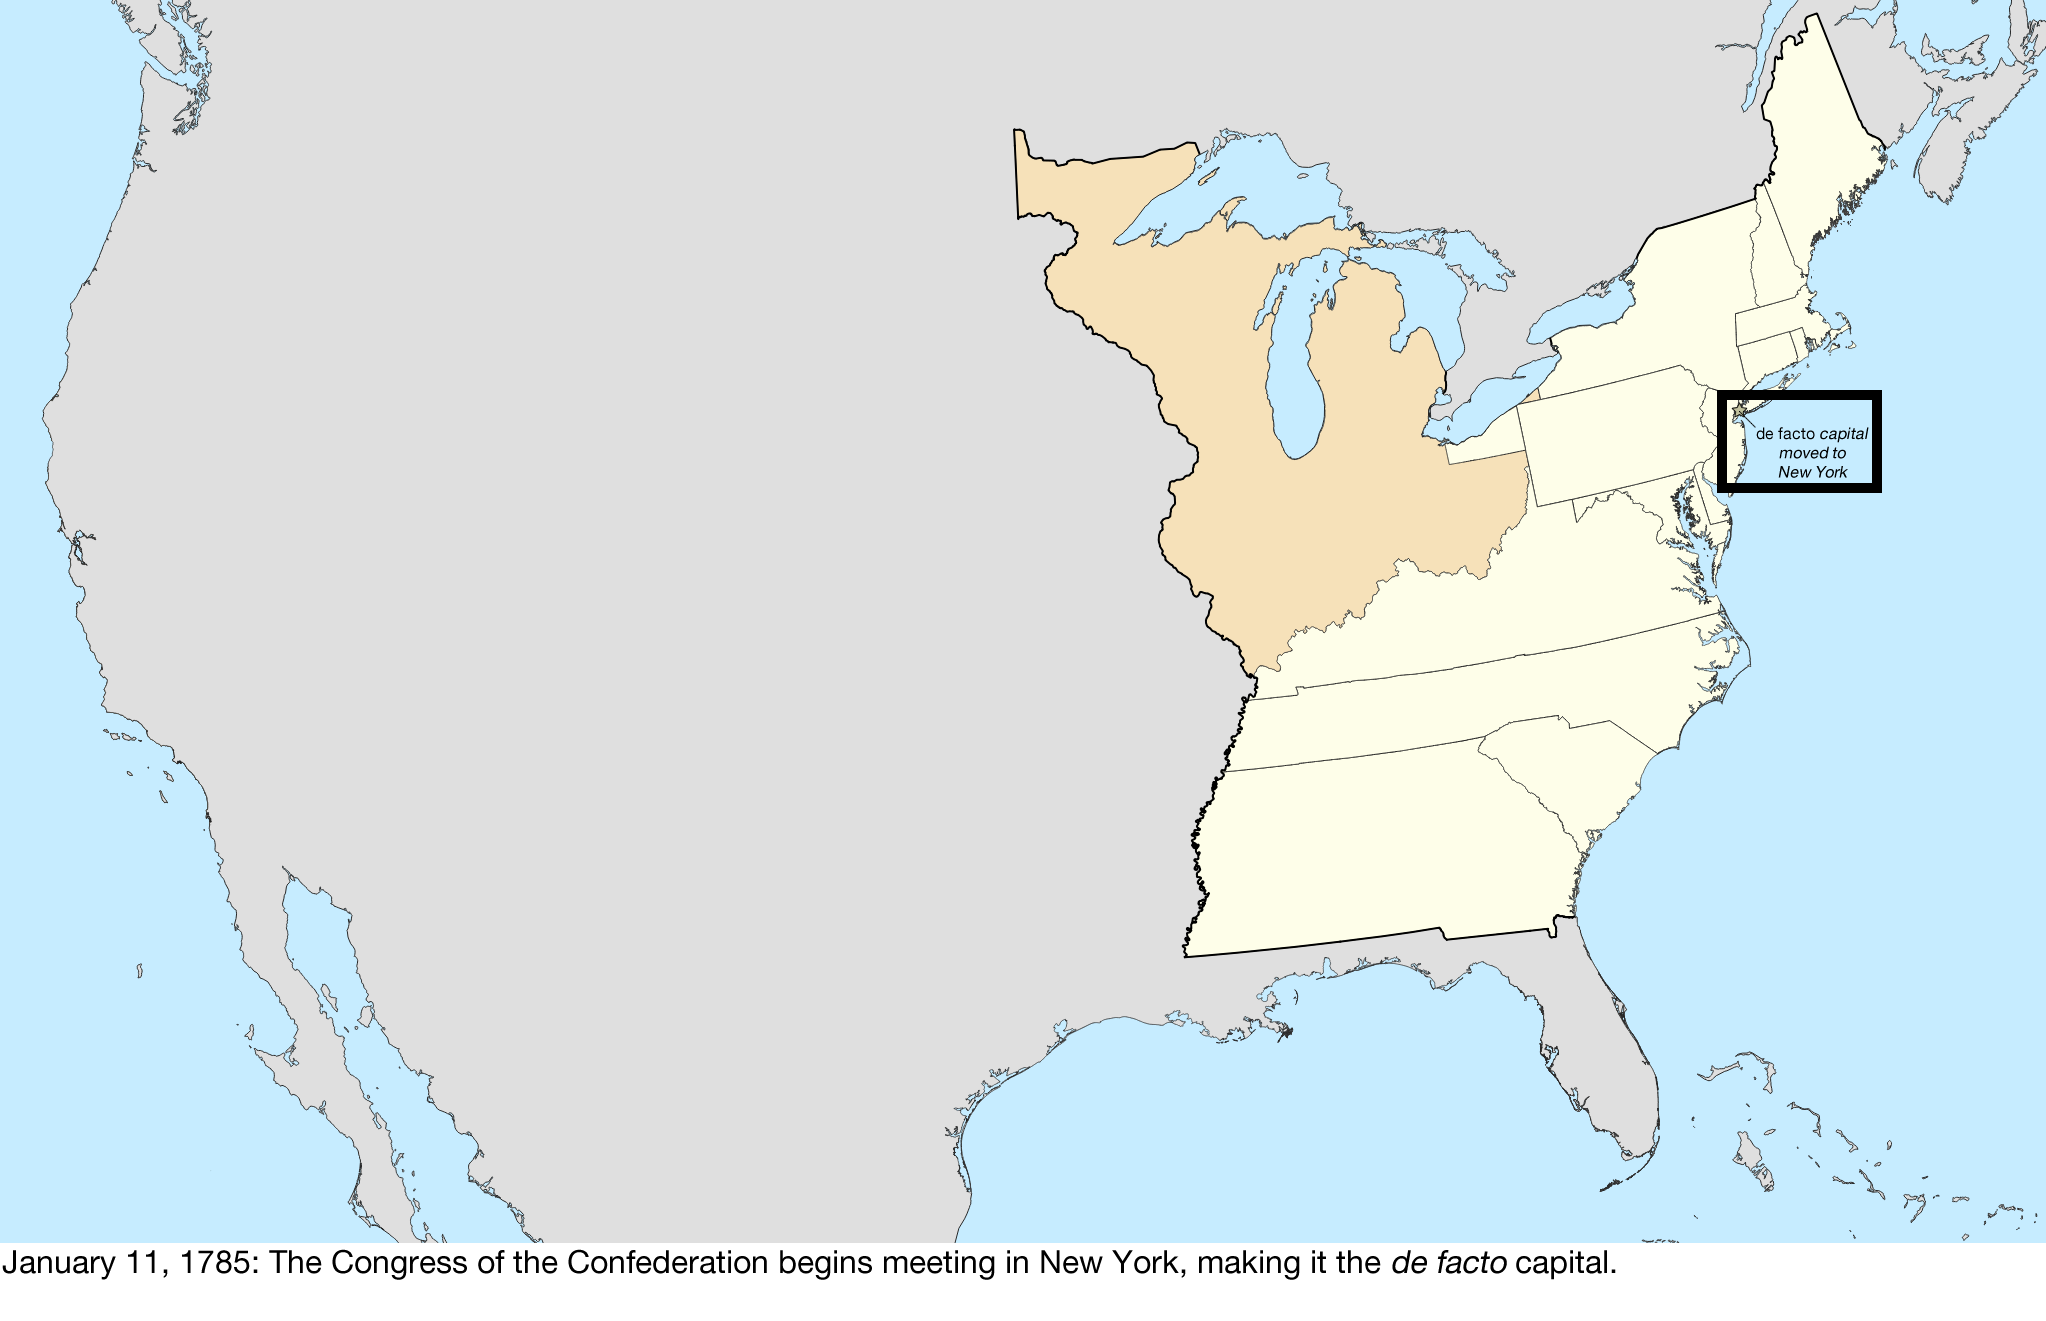 de facto capital
moved to
New York
January 11, 1785: The Congress of the Confederation begins meeting in New York, making it the de facto capital.